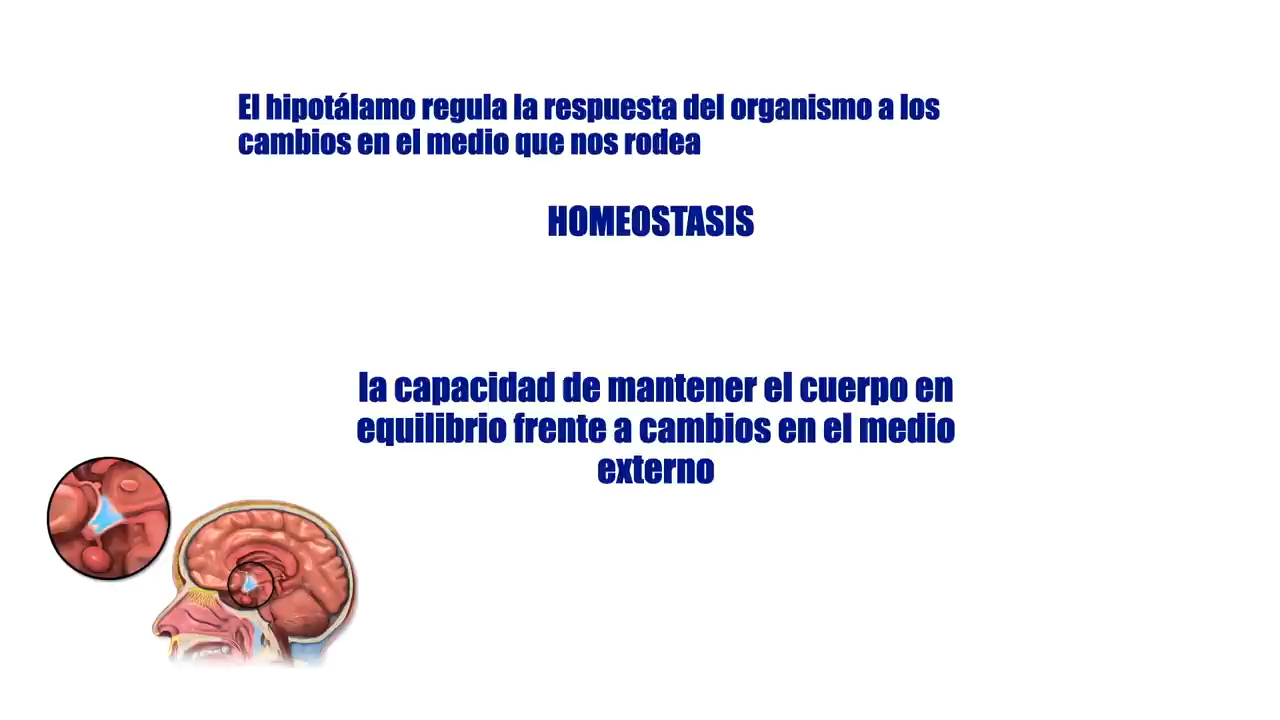 El hipotálamo regula la respuesta del organismo a los
cambios en el medio que nos rodea
HOMEOSTASIS
la capacidad de mantener el cuerpo en
equilibrio frente a cambios en el medio
externo